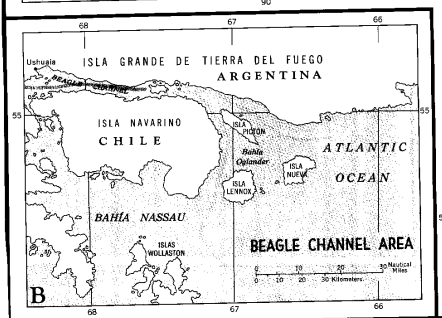 90
68 67 66
Ushuaia
ISLA GRANDE DE TIERRA DEL FUEGO
ARGENTINA
BEAGLE CHANNEL
55 55
ISLA NAVARINO
CHILE
ISLA PICTON
Bahía Oglander
ISLA NUEVA
ISLA LENNOX
ATLANTIC OCEAN
BAHÍA NASSAU
ISLAS WOLLASTON
BEAGLE CHANNEL AREA
0 10 20 30 Nautical Miles
0 10 20 30 Kilometers
B
68 67 66